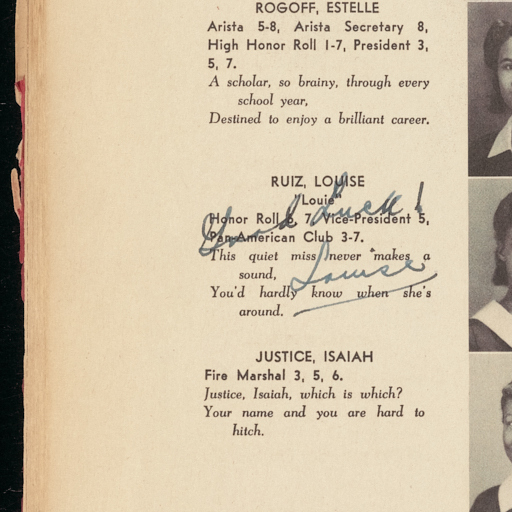 ROGOFF, ESTELLE
Arista 5-8, Arista Secretary 8,
High Honor Roll 1-7, President 3,
5, 7.
A scholar, so brainy, through every
school year,
Destined to enjoy a brilliant career.
RUIZ, LOUISE
"Louie"
Good Luck!
Honor Roll 6, 7, Vice-President 5,
Pan-American Club 3-7.
This quiet miss never makes a
sound,
Louise
You'd hardly know when she's
around.
JUSTICE, ISAIAH
Fire Marshal 3, 5, 6.
Justice, Isaiah, which is which?
Your name and you are hard to
hitch.